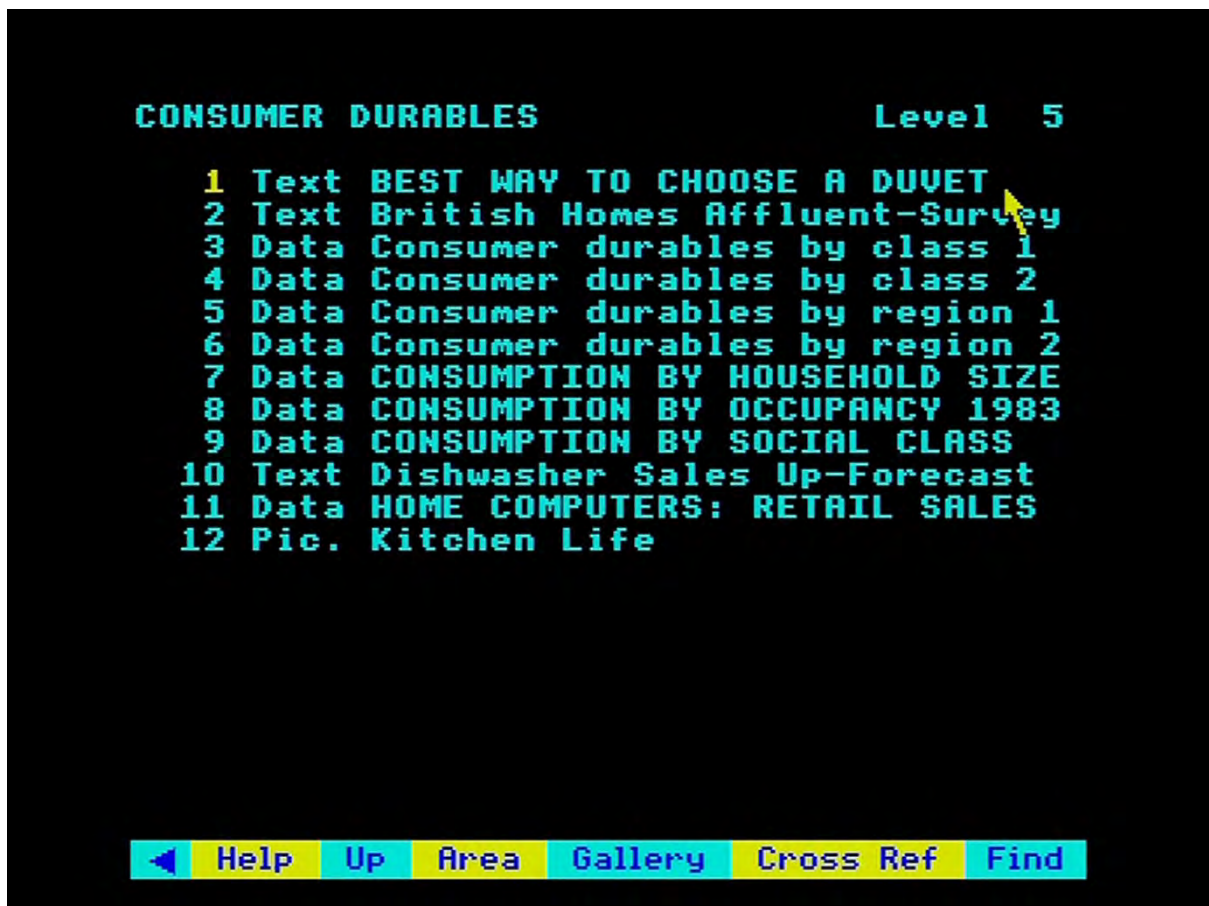 CONSUMER DURABLES Level 5
1 Text BEST WAY TO CHOOSE A DUVET
2 Text British Homes Affluent-Survey
3 Data Consumer durables by class 1
4 Data Consumer durables by class 2
5 Data Consumer durables by region 1
6 Data Consumer durables by region 2
7 Data CONSUMPTION BY HOUSEHOLD SIZE
8 Data CONSUMPTION BY OCCUPANCY 1983
9 Data CONSUMPTION BY SOCIAL CLASS
10 Text Dishwasher Sales Up-Forecast
11 Data HOME COMPUTERS: RETAIL SALES
12 Pic. Kitchen Life
Help Up Area Gallery Cross Ref Find